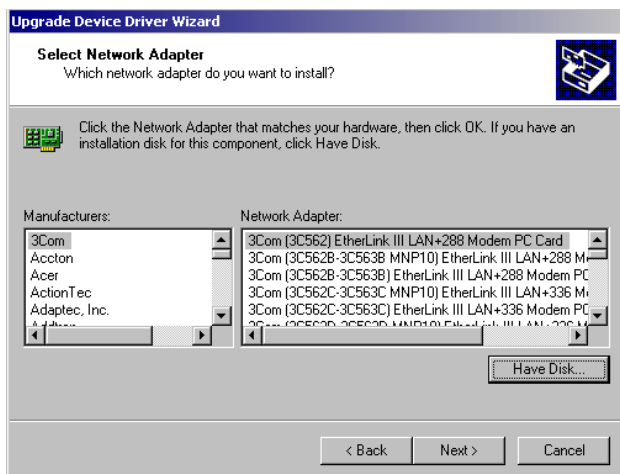 Upgrade Device Driver Wizard
Select Network Adapter
Which network adapter do you want to install?
Click the Network Adapter that matches your hardware, then click OK. If you have an
installation disk for this component, click Have Disk.
Manufacturers:
3Com
Accton
Acer
ActionTec
Adaptec, Inc.
Network Adapter:
3Com (3C562) EtherLink III LAN+288 Modem PC Card
3Com (3C562B-3C563B MNP10) EtherLink III LAN+288 M
3Com (3C562B-3C563B) EtherLink III LAN+288 Modem PC
3Com (3C562C-3C563C MNP10) EtherLink III LAN+336 M
3Com (3C562C-3C563C) EtherLink III LAN+336 Modem PC
Have Disk...
< Back
Next >
Cancel